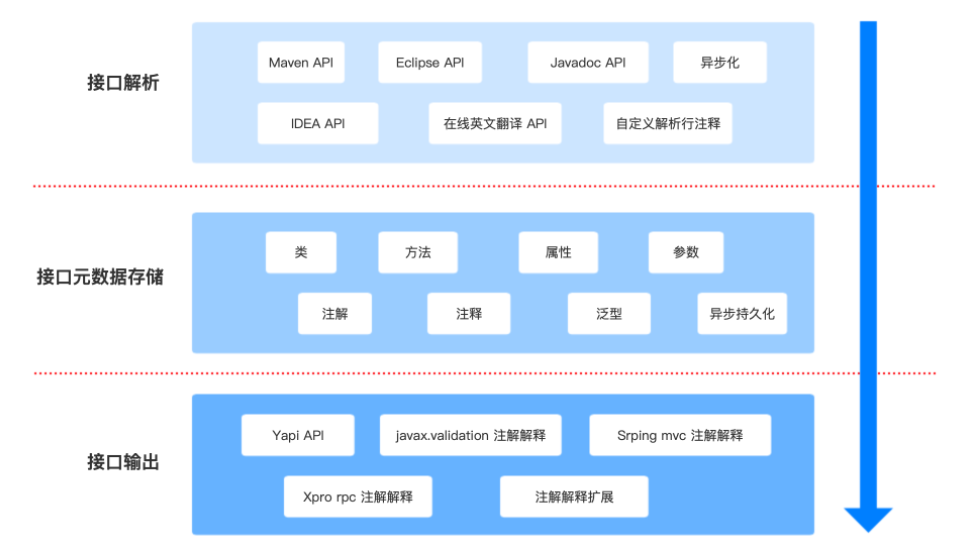 接口解析
Maven API
Eclipse API
Javadoc API
异步化
IDEA API
在线英文翻译 API
自定义解析行注释
接口元数据存储
类
方法
属性
参数
注解
注释
泛型
异步持久化
接口输出
Yapi API
javax.validation 注解解释
Srping mvc 注解解释
Xpro rpc 注解解释
注解解释扩展